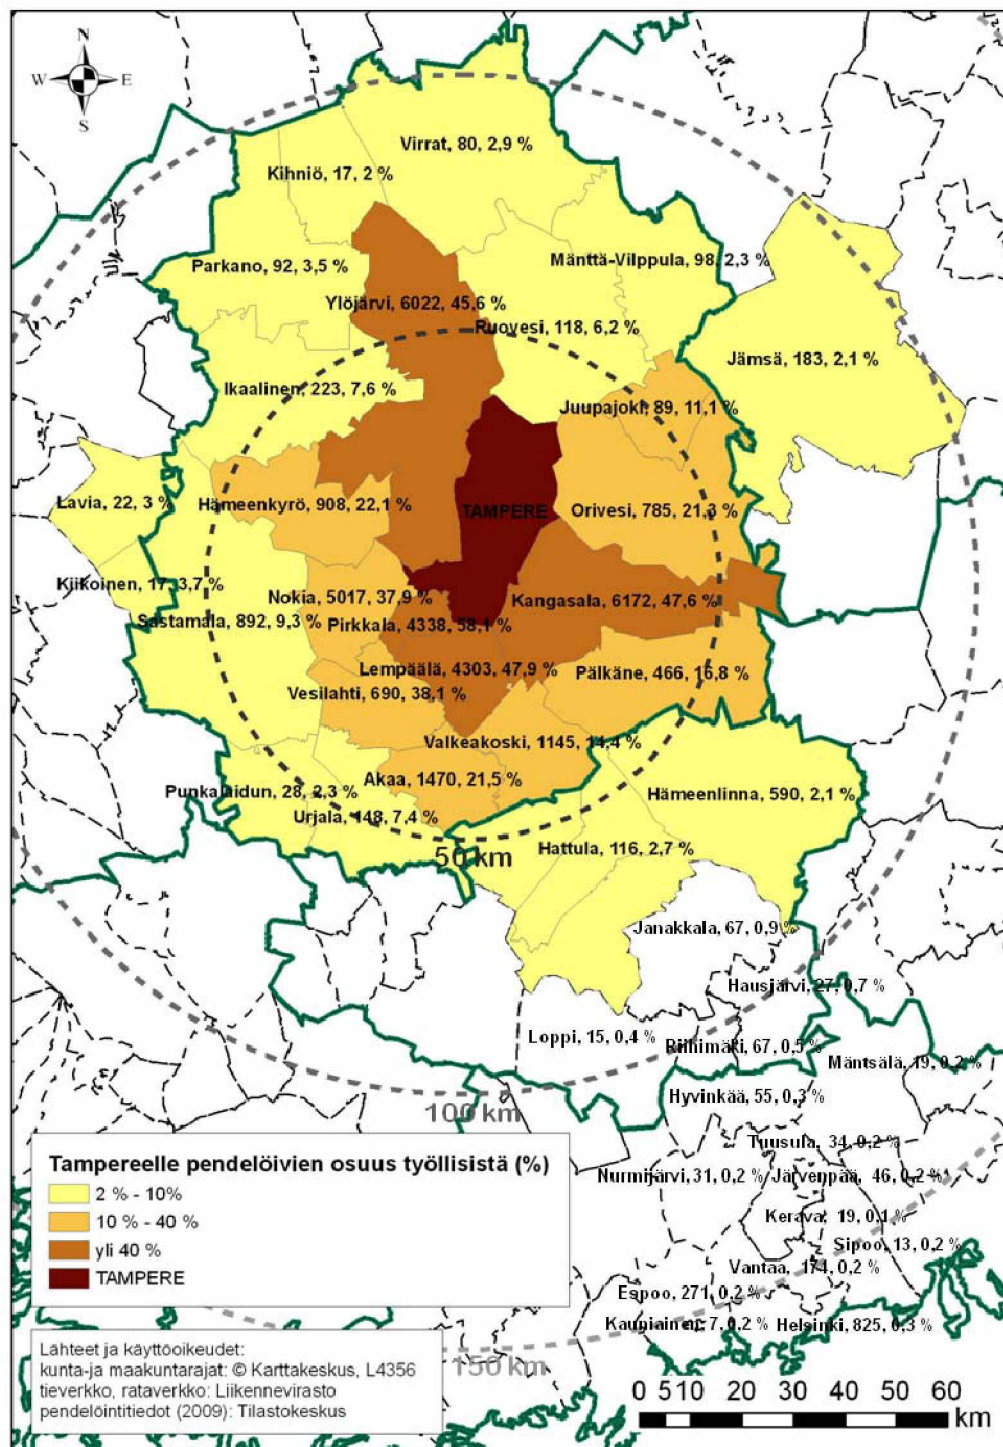 N
W E
S
Virrat, 80, 2,9 %
Kihniö, 17, 2 %
Parkano, 92, 3,5 %
Mänttä-Vilppula, 98, 2,3 %
Ylöjärvi, 6022, 45,6 %
Ruovesi, 118, 6,2 %
Jämsä, 183, 2,1 %
Ikaalinen, 223, 7,6 %
Juupajoki, 89, 11,1 %
Lavia, 22, 3 %
Hämeenkyrö, 908, 22,1 %
TAMPERE
Orivesi, 785, 21,3 %
Kiikoinen, 17, 3,7 %
Nokia, 5017, 37,9 %
Kangasala, 6172, 47,6 %
Sastamala, 892, 9,3 %
Pirkkala, 4338, 58,1 %
Lempäälä, 4303, 47,9 %
Pälkäne, 466, 16,8 %
Vesilahti, 690, 38,1 %
Valkeakoski, 1145, 14,4 %
Akaa, 1470, 21,5 %
Punkalaidun, 28, 2,3 %
Hämeenlinna, 590, 2,1 %
Urjala, 148, 7,4 %
Hattula, 116, 2,7 %
50 km
Janakkala, 67, 0,9 %
Hausjärvi, 27, 0,7 %
Loppi, 15, 0,4 %
Riihimäki, 67, 0,5 %
Mäntsälä, 19, 0,2 %
Hyvinkää, 55, 0,3 %
100 km
Tuusula, 34, 0,2 %
Nurmijärvi, 31, 0,2 %
Järvenpää, 46, 0,2 %
Kerava, 19, 0,1 %
Sipoo, 13, 0,2 %
Vantaa, 174, 0,2 %
Espoo, 271, 0,2 %
Kauniainen, 7, 0,2 %
Helsinki, 825, 0,3 %
150 km
Tampereelle pendelöivien osuus työllisistä (%)
2 % - 10%
10 % - 40 %
yli 40 %
TAMPERE
Lähteet ja käyttöoikeudet:
kunta-ja maakuntarajat: © Karttakeskus, L4356
tieverkko, rataverkko: Liikennevirasto
pendelöintitiedot (2009): Tilastokeskus
0 5 10 20 30 40 50 60
km